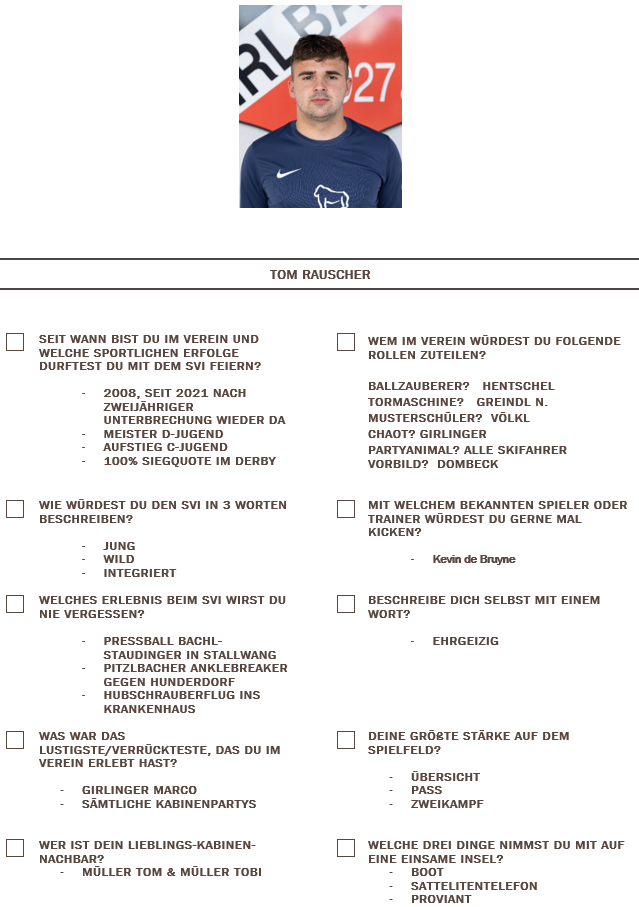 RLBA
027
TOM RAUSCHER
SEIT WANN BIST DU IM VEREIN UND
WELCHE SPORTLICHEN ERFOLGE
DURFTEST DU MIT DEM SVI FEIERN?
- 2008, SEIT 2021 NACH
ZWEIJÄHRIGER
UNTERBRECHUNG WIEDER DA
- MEISTER D-JUGEND
- AUFSTIEG C-JUGEND
- 100% SIEGQUOTE IM DERBY
WIE WÜRDEST DU DEN SVI IN 3 WORTEN
BESCHREIBEN?
- JUNG
- WILD
- INTEGRIERT
WELCHES ERLEBNIS BEIM SVI WIRST DU
NIE VERGESSEN?
- PRESSBALL BACHL-
STAUDINGER IN STALLWANG
- PITZLBACHER ANKLEBREAKER
GEGEN HUNDERDORF
- HUBSCHRAUBERFLUG INS
KRANKENHAUS
WAS WAR DAS
LUSTIGSTE/VERRÜCKTESTE, DAS DU IM
VEREIN ERLEBT HAST?
- GIRLINGER MARCO
- SÄMTLICHE KABINENPARTYS
WER IST DEIN LIEBLINGS-KABINEN-
NACHBAR?
- MÜLLER TOM & MÜLLER TOBI
WEM IM VEREIN WÜRDEST DU FOLGENDE
ROLLEN ZUTEILEN?
BALLZAUBERER? HENTSCHEL
TORMASCHINE? GREINDL N.
MUSTERSCHÜLER? VÖLKL
CHAOT? GIRLINGER
PARTYANIMAL? ALLE SKIFAHRER
VORBILD? DOMBECK
MIT WELCHEM BEKANNTEN SPIELER ODER
TRAINER WÜRDEST DU GERNE MAL
KICKEN?
- Kevin de Bruyne
BESCHREIBE DICH SELBST MIT EINEM
WORT?
- EHRGEIZIG
DEINE GRÖßTE STÄRKE AUF DEM
SPIELFELD?
- ÜBERSICHT
- PASS
- ZWEIKAMPF
WELCHE DREI DINGE NIMMST DU MIT AUF
EINE EINSAME INSEL?
- BOOT
- SATTELITENTELEFON
- PROVIANT